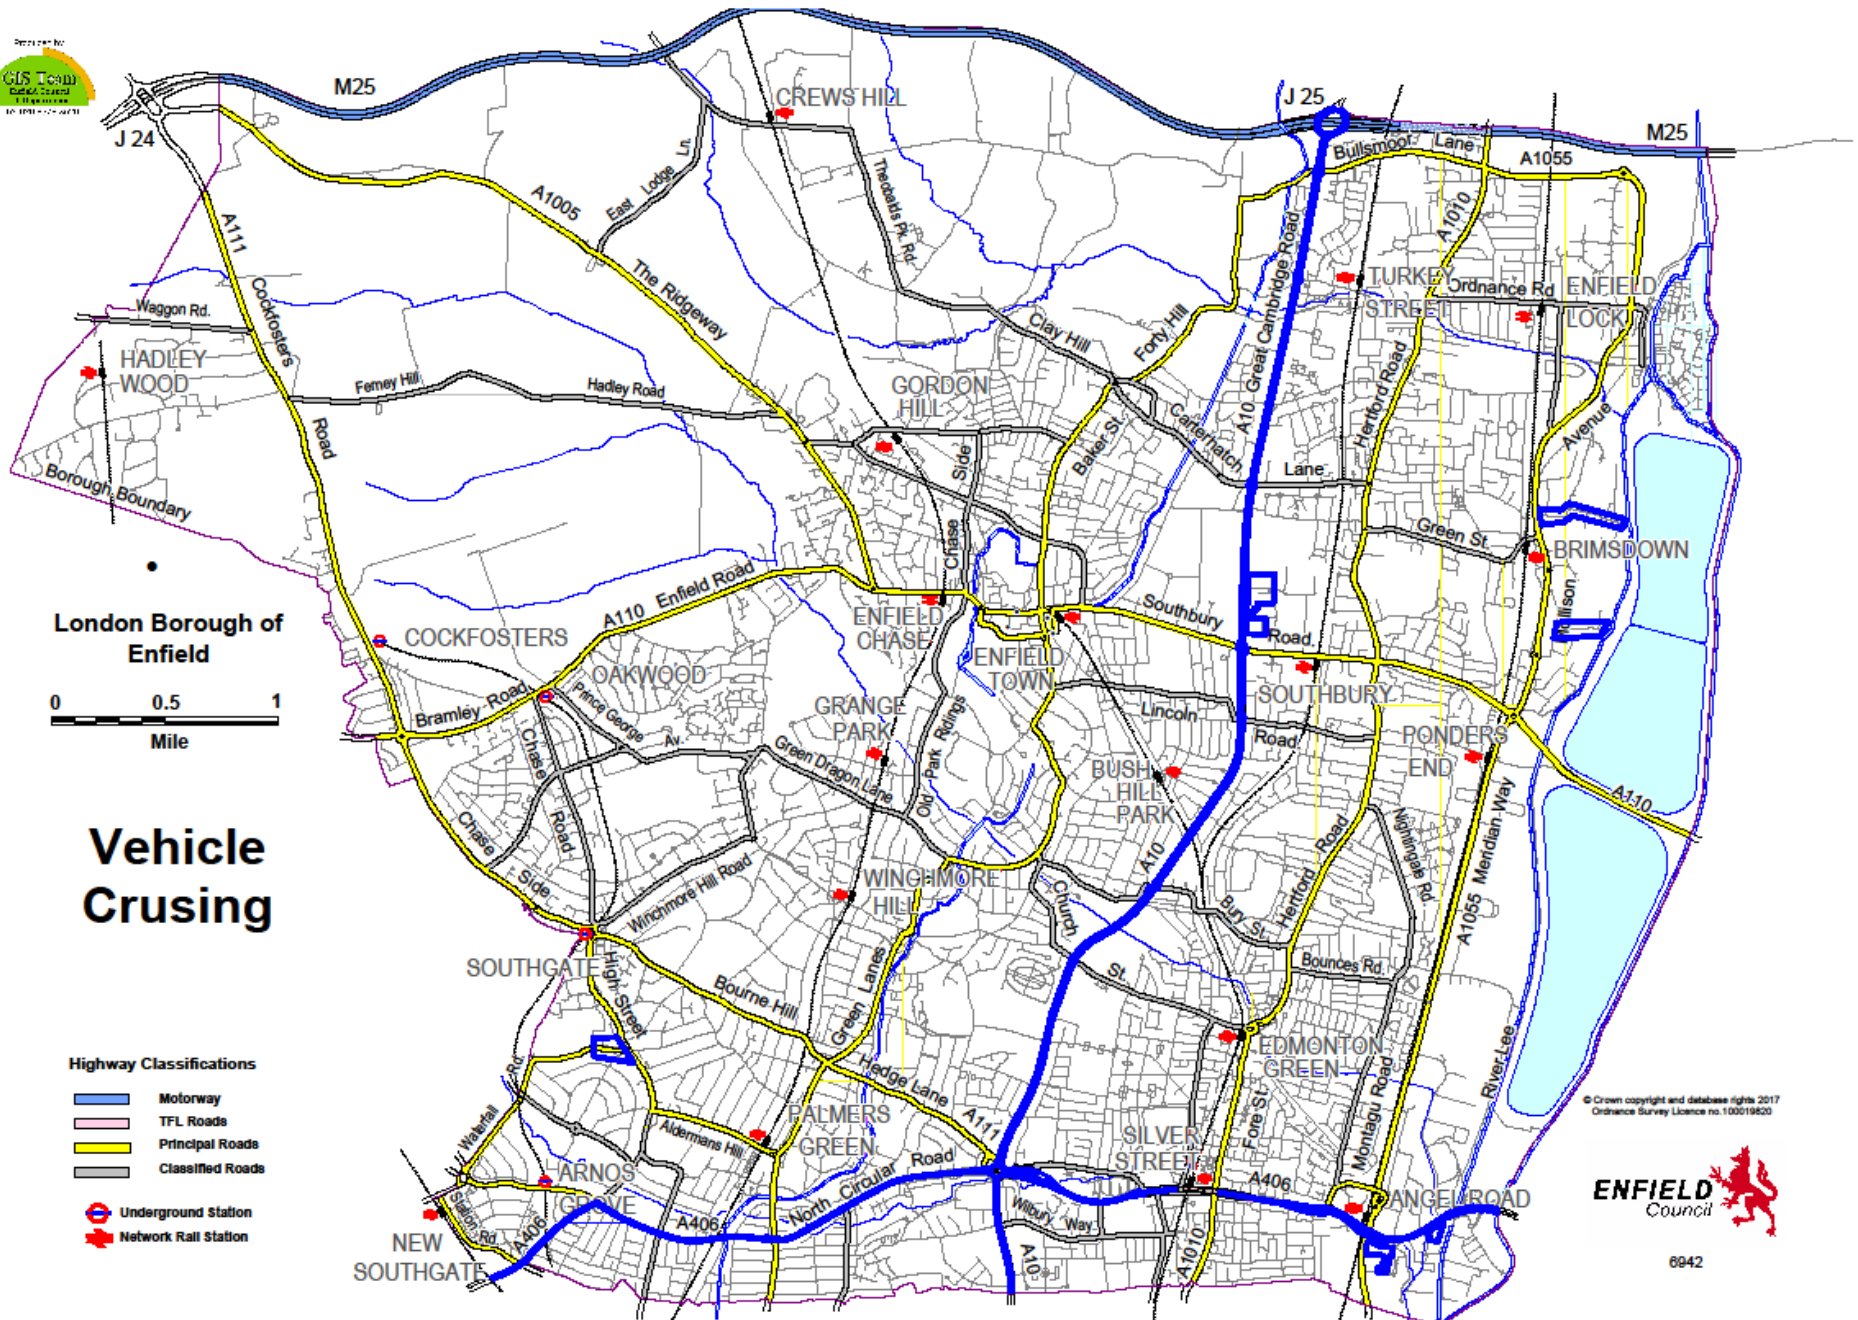 Produced by
GIS Team
M25
J 24
CREWS HILL
J 25
M25
Bullsmoor Lane
A1055
A111
A1005
East Lodge Ln.
Theobalds Pk. Rd.
A10 Great Cambridge Road
A1010
TURKEY
STREET
Ordnance Rd
ENFIELD
LOCK
Waggon Rd.
Cockfosters
Road
The Ridgeway
Clay Hill
Forty Hill
HADLEY
WOOD
Ferney Hill
Hadley Road
GORDON
HILL
Baker St.
Carterhatch
Lane
Hertford Road
Avenue
Borough Boundary
Side
Chase
Green St.
BRIMSDOWN
Mollison
London Borough of
Enfield
0 0.5 1
Mile
COCKFOSTERS
A110 Enfield Road
ENFIELD
CHASE
Southbury
Road
ENFIELD
TOWN
OAKWOOD
Bramley Road
Prince George Av.
GRANGE
PARK
Old Park Ridings
SOUTHBURY
Lincoln
Road
PONDERS
END
Chase
Road
Green Dragon Lane
BUSH
HILL
PARK
A110
Vehicle
Crusing
Chase
Side
Winchmore Hill Road
WINCHMORE
HILL
A10
Church
St.
Bury St.
Hertford Road
Nightingale Rd
A1055 Meridian Way
SOUTHGATE
High Street
Bourne Hill
Green Lanes
Bounces Rd.
EDMONTON
GREEN
River Lee
Highway Classifications
Motorway
TFL Roads
Principal Roads
Classified Roads
Underground Station
Network Rail Station
Rd.
Waterfall
Hedge Lane
A111
PALMERS
GREEN
Aldermans Hill
ARNOS
GROVE
SILVER
STREET
Fore St.
Montagu Road
© Crown copyright and database rights 2017
Ordnance Survey Licence no.100019820
North Circular Road
A406
A406
ANGEL ROAD
ENFIELD
Council
Station Rd.
A406
Wilbury Way
A10
A1010
NEW
SOUTHGATE
6942